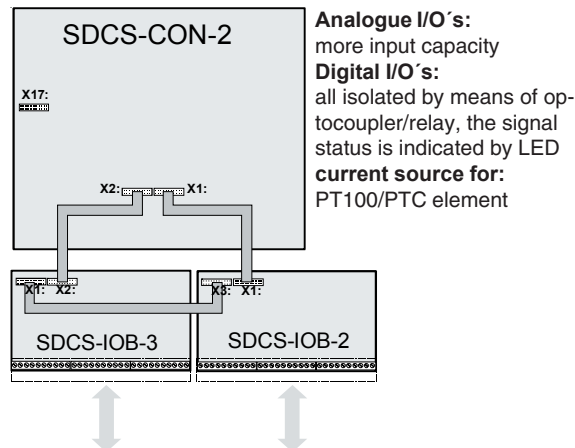 SDCS-CON-2
X17:
X2: X1:
X1: X2:
X3: X1:
SDCS-IOB-3
SDCS-IOB-2
Analogue I/O´s:
more input capacity
Digital I/O´s:
all isolated by means of op-
tocoupler/relay, the signal
status is indicated by LED
current source for:
PT100/PTC element